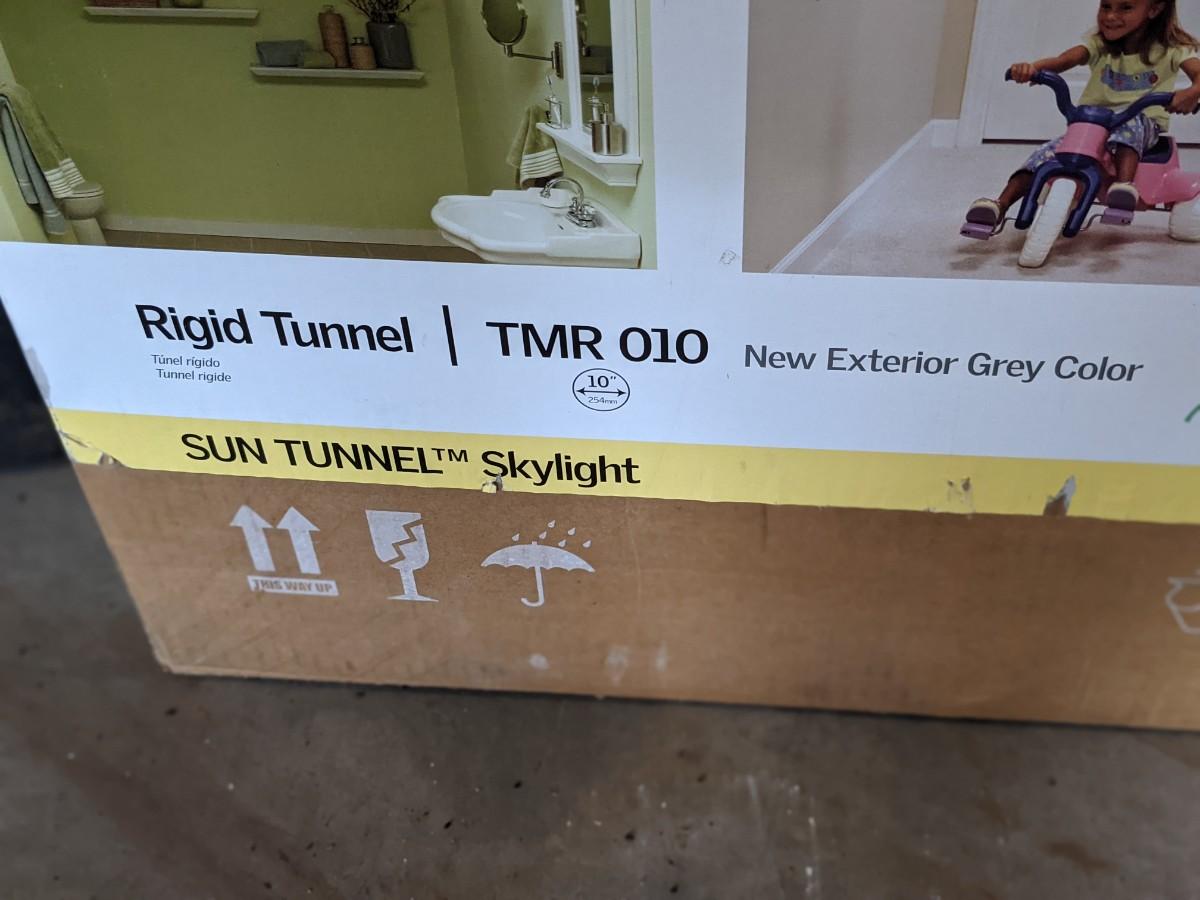 Rigid Tunnel | TMR 010 New Exterior Grey Color
Túnel rígido
Tunnel rigide
10"
254mm
SUN TUNNEL™ Skylight
THIS WAY UP